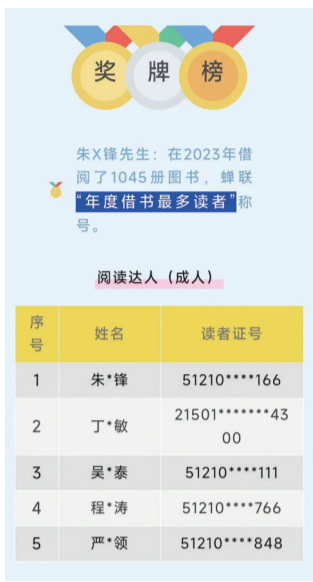 奖 牌 榜
朱X锋先生：在2023年借
阅了1045册图书，蝉联
“年度借书最多读者”称
号。
阅读达人（成人）
序号 姓名 读者证号
1 朱*锋 51210****166
2 丁*敏 21501*******4300
3 吴*泰 51210****111
4 程*涛 51210****766
5 严*领 51210****848